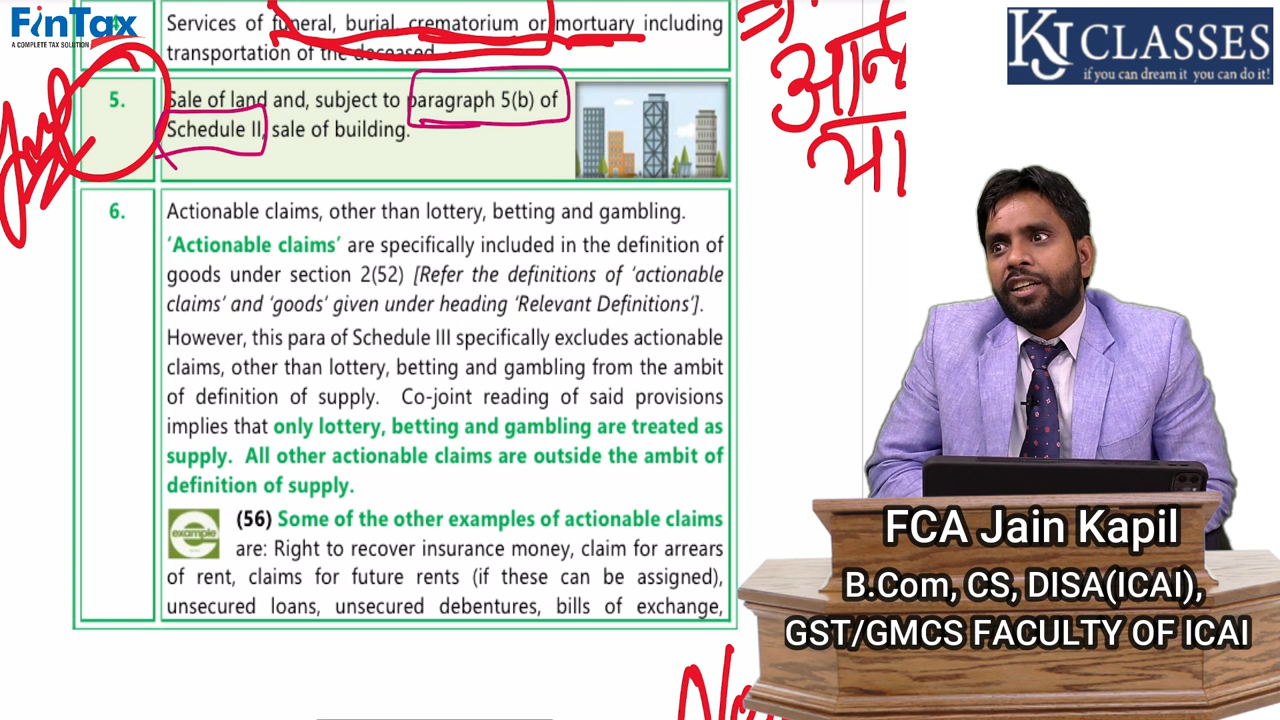 FinTax
A COMPLETE TAX SOLUTION
Services of funeral, burial, crematorium or mortuary including
transportation of the deceased.
5.
Sale of land and, subject to paragraph 5(b) of
Schedule II, sale of building.
6.
Actionable claims, other than lottery, betting and gambling.
‘Actionable claims’ are specifically included in the definition of
goods under section 2(52) [Refer the definitions of ‘actionable
claims’ and ‘goods’ given under heading ‘Relevant Definitions’].
However, this para of Schedule III specifically excludes actionable
claims, other than lottery, betting and gambling from the ambit
of definition of supply. Co-joint reading of said provisions
implies that only lottery, betting and gambling are treated as
supply. All other actionable claims are outside the ambit of
definition of supply.
example
(56) Some of the other examples of actionable claims
are: Right to recover insurance money, claim for arrears
of rent, claims for future rents (if these can be assigned),
unsecured loans, unsecured debentures, bills of exchange,
या
KJ CLASSES
if you can dream it you can do it!
FCA Jain Kapil
B.Com, CS, DISA(ICAI),
GST/GMCS FACULTY OF ICAI